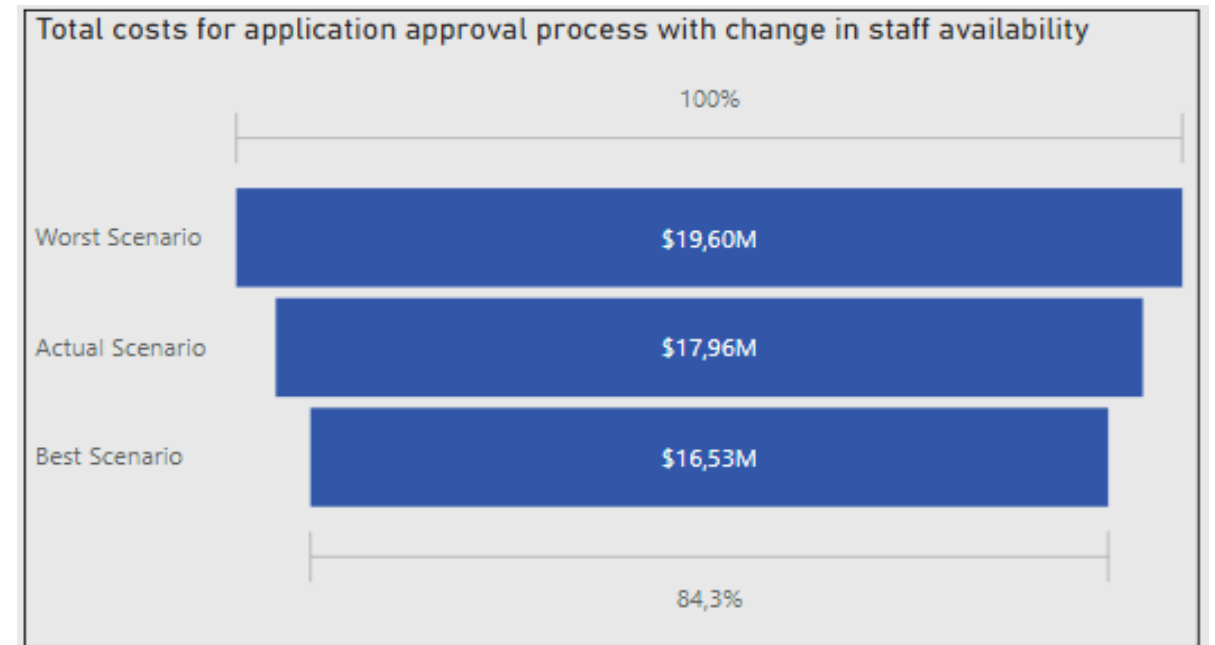 Total costs for application approval process with change in staff availability
100%
Worst Scenario
$19,60M
Actual Scenario
$17,96M
Best Scenario
$16,53M
84,3%